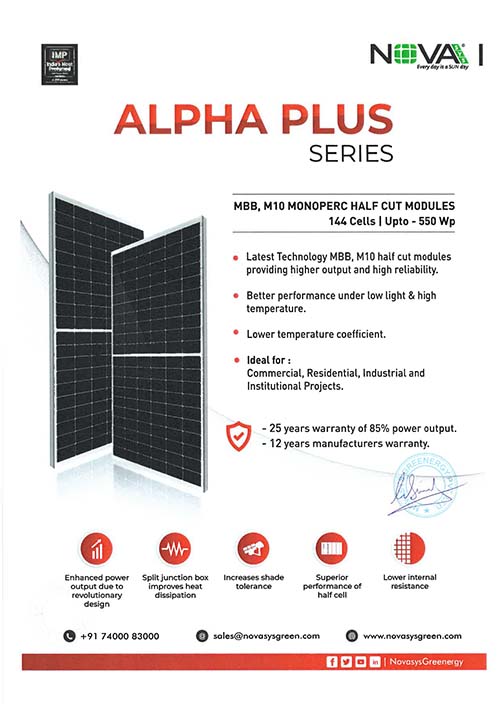 IMP
India's Most
Preferred
NOVA
Every day is a SUN day
ALPHA PLUS
SERIES
MBB, M10 MONOPERC HALF CUT MODULES
144 Cells | Upto - 550 Wp
• Latest Technology MBB, M10 half cut modules
providing higher output and high reliability.
• Better performance under low light & high
temperature.
• Lower temperature coefficient.
• Ideal for :
Commercial, Residential, Industrial and
Institutional Projects.
- 25 years warranty of 85% power output.
- 12 years manufacturers warranty.
GREENERGY
Enhanced power
output due to
revolutionary
design
Split junction box
improves heat
dissipation
Increases shade
tolerance
Superior
performance of
half cell
Lower internal
resistance
+91 74000 83000
sales@novasysgreen.com
www.novasysgreen.com
| NovasysGreenergy